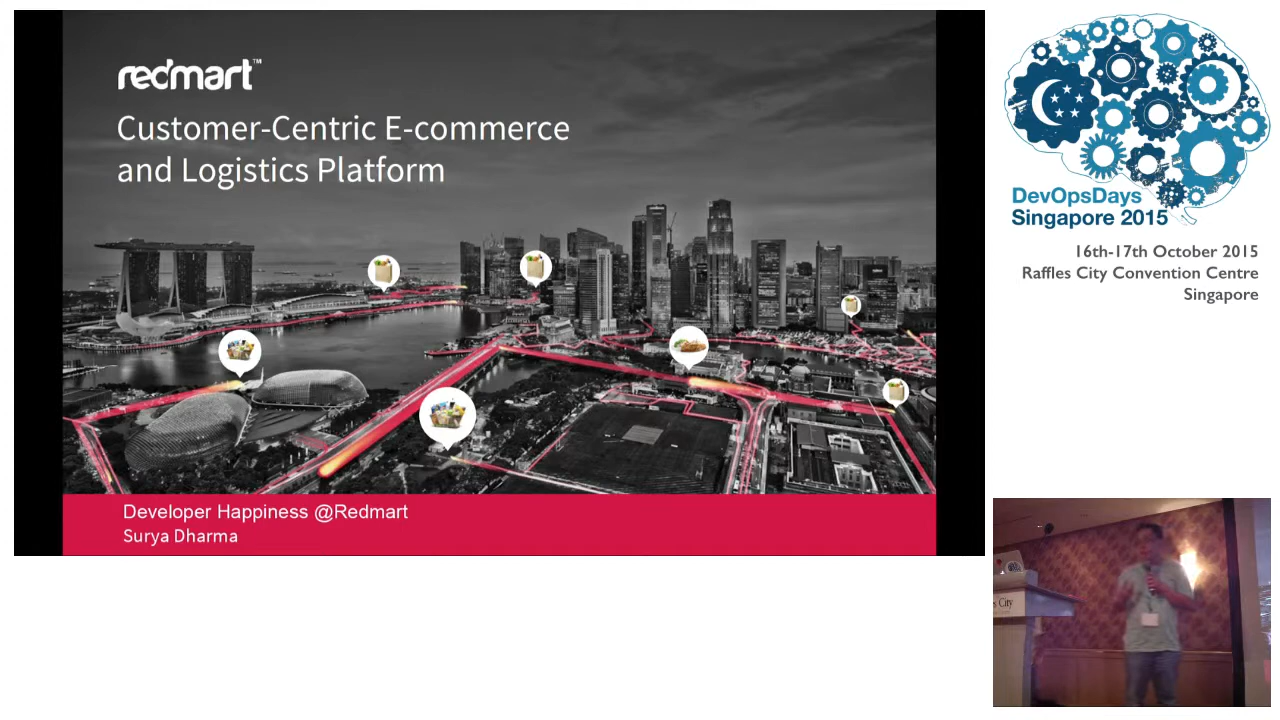 redmart™
Customer-Centric E-commerce
and Logistics Platform
Developer Happiness @Redmart
Surya Dharma
DevOpsDays
Singapore 2015
16th-17th October 2015
Raffles City Convention Centre
Singapore
City